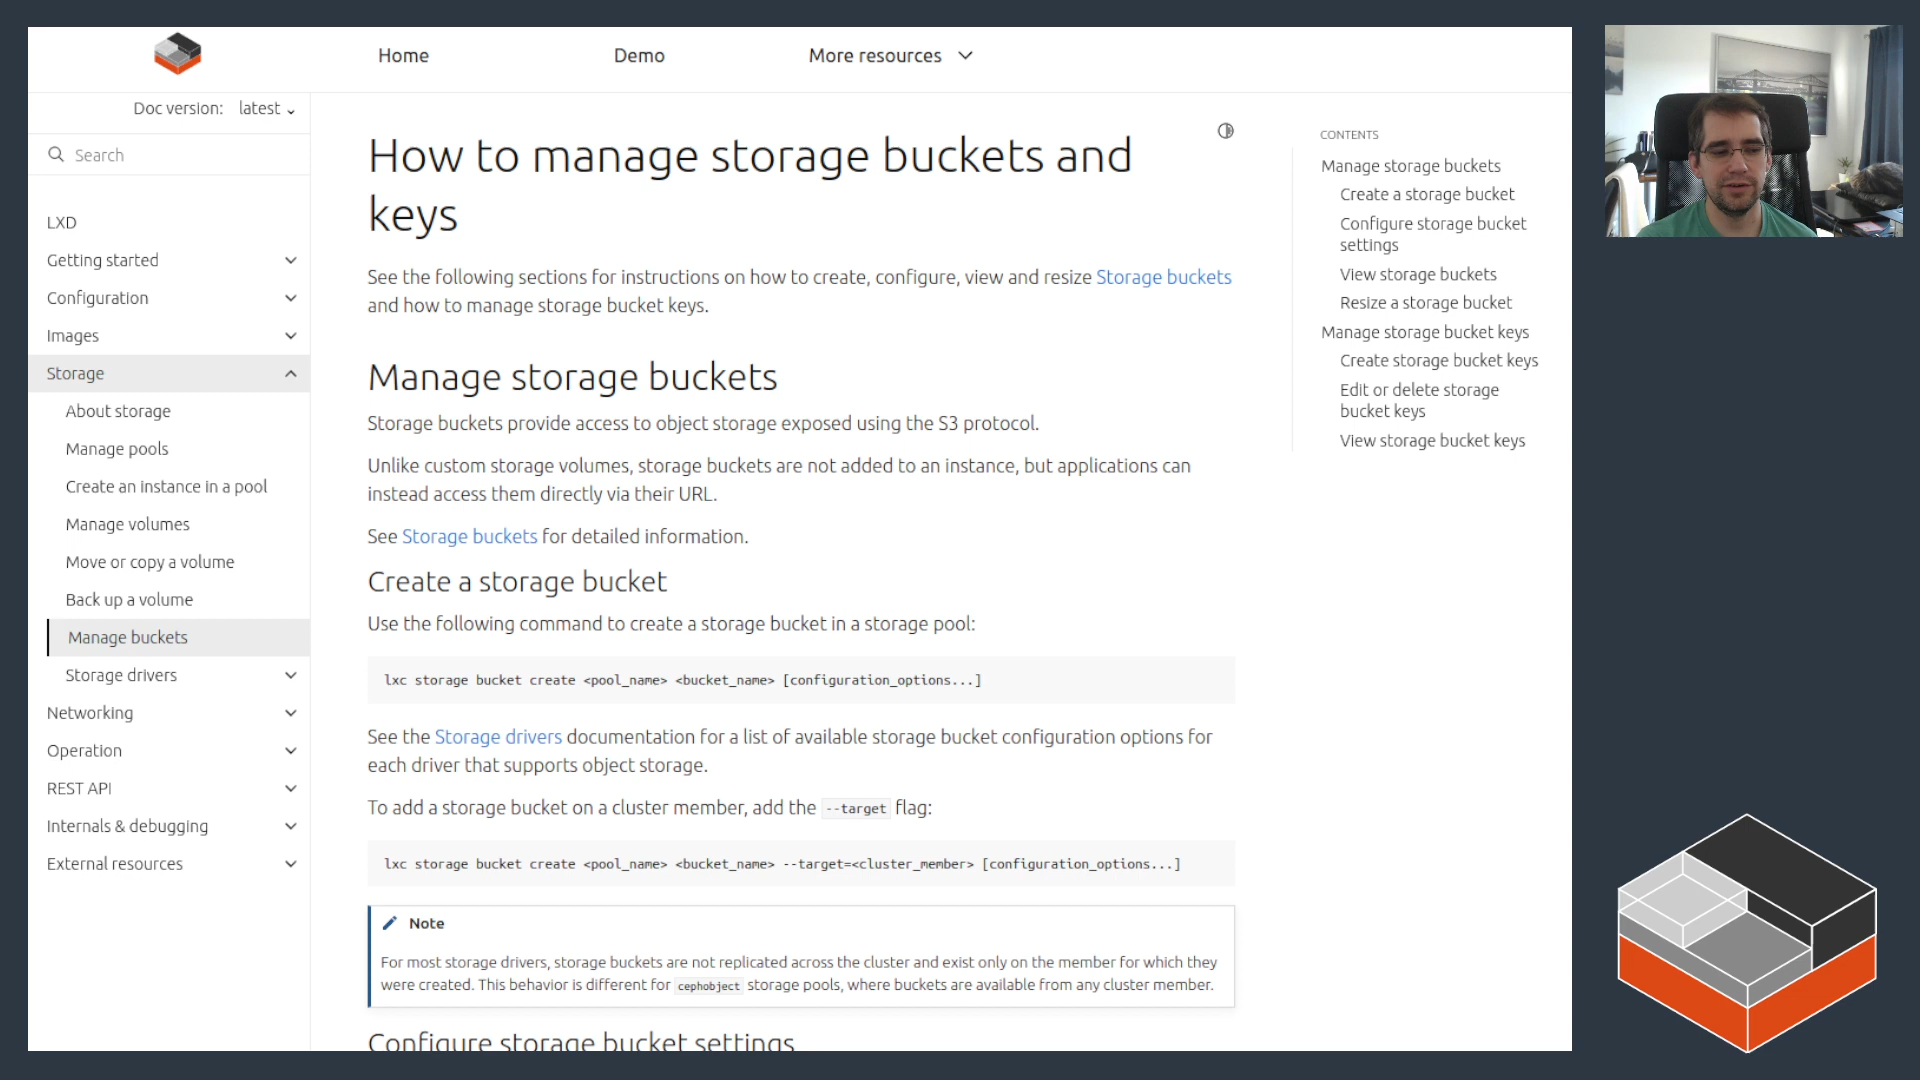 Home
Demo
More resources
Doc version: latest
Search
LXD
Getting started
Configuration
Images
Storage
About storage
Manage pools
Create an instance in a pool
Manage volumes
Move or copy a volume
Back up a volume
Manage buckets
Storage drivers
Networking
Operation
REST API
Internals & debugging
External resources
How to manage storage buckets and
keys
See the following sections for instructions on how to create, configure, view and resize Storage buckets
and how to manage storage bucket keys.
Manage storage buckets
Storage buckets provide access to object storage exposed using the S3 protocol.
Unlike custom storage volumes, storage buckets are not added to an instance, but applications can
instead access them directly via their URL.
See Storage buckets for detailed information.
Create a storage bucket
Use the following command to create a storage bucket in a storage pool:
lxc storage bucket create <pool_name> <bucket_name> [configuration_options...]
See the Storage drivers documentation for a list of available storage bucket configuration options for
each driver that supports object storage.
To add a storage bucket on a cluster member, add the --target flag:
lxc storage bucket create <pool_name> <bucket_name> --target=<cluster_member> [configuration_options...]
Note
For most storage drivers, storage buckets are not replicated across the cluster and exist only on the member for which they
were created. This behavior is different for cephobject storage pools, where buckets are available from any cluster member.
Configure storage bucket settings
CONTENTS
Manage storage buckets
Create a storage bucket
Configure storage bucket
settings
View storage buckets
Resize a storage bucket
Manage storage bucket keys
Create storage bucket keys
Edit or delete storage
bucket keys
View storage bucket keys